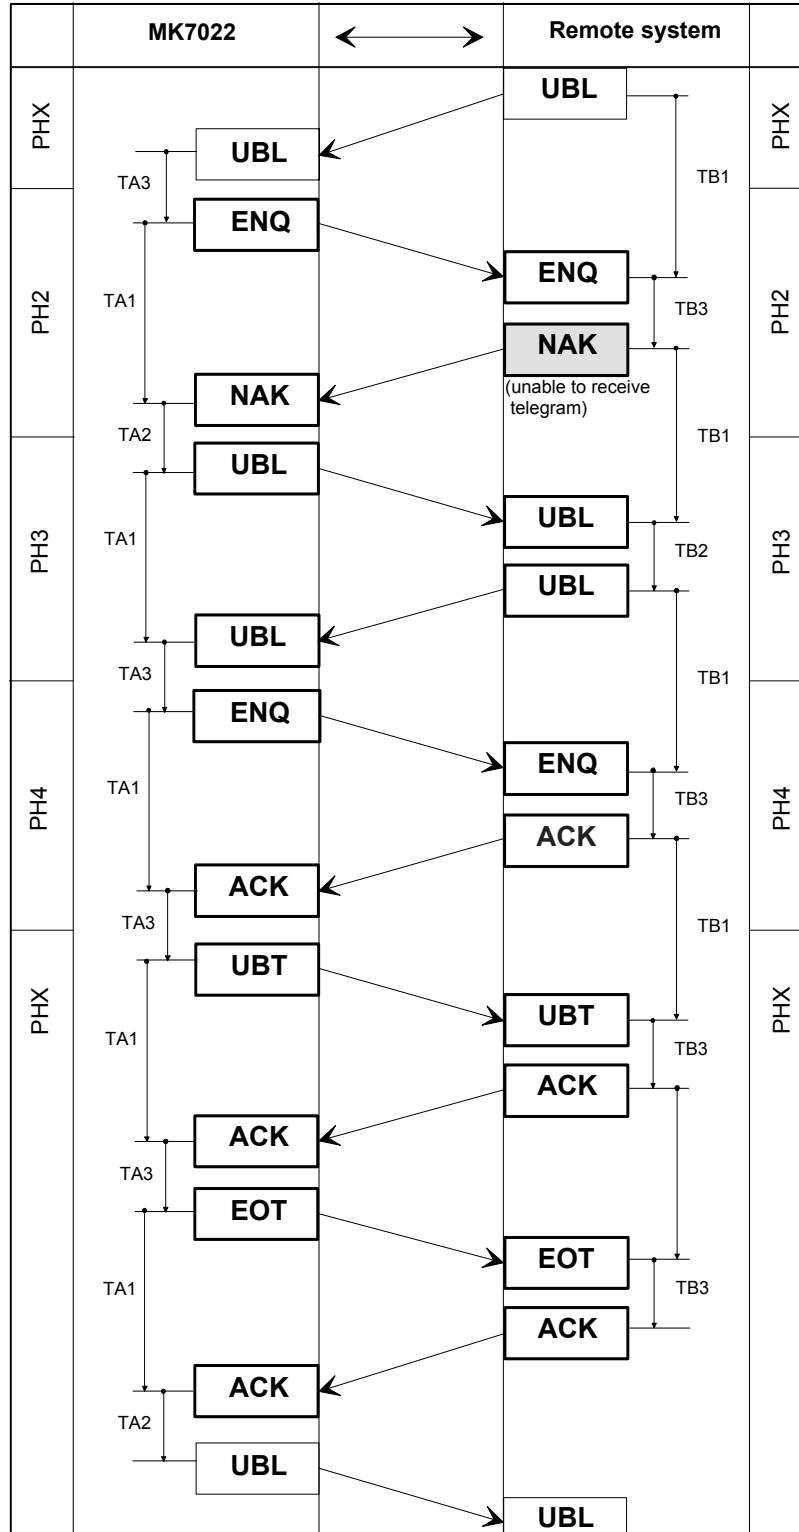 MK7022 Remote system
PHX UBL PHX
UBL TB1
TA3
ENQ
PH2 ENQ PH2
TA1 TB3
NAK
(unable to receive
telegram)
NAK
TA2 TB1
UBL
PH3 UBL PH3
TA1 TB2
UBL
UBL
TA3 TB1
ENQ
PH4 ENQ PH4
TA1 TB3
ACK
ACK
TA3 TB1
UBT
PHX UBT PHX
TA1 TB3
ACK
ACK
TA3
EOT
EOT
TA1 TB3
ACK
ACK
TA2
UBL
UBL